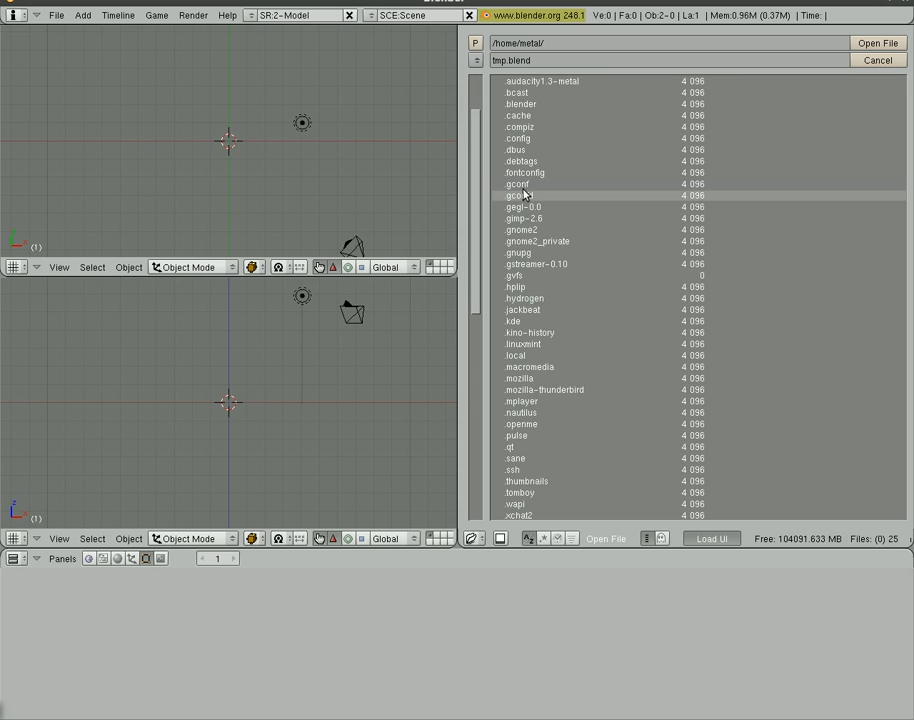 Blender
File Add Timeline Game Render Help SR:2-Model SCE:Scene www.blender.org 248.1 Ve:0 | Fa:0 | Ob:2-0 | La:1 | Mem:0.96M (0.37M) | Time: |
P /home/metal/ Open File
tmp.blend Cancel
.audacity1.3-metal 4 096
.bcast 4 096
.blender 4 096
.cache 4 096
.compiz 4 096
.config 4 096
.dbus 4 096
.debtags 4 096
.fontconfig 4 096
.gconf 4 096
4 096
.gegl-0.0 4 096
.gimp-2.6 4 096
.gnome2 4 096
.gnome2_private 4 096
.gnupg 4 096
.gstreamer-0.10 4 096
.gvfs 0
.hplip 4 096
.hydrogen 4 096
.jackbeat 4 096
.kde 4 096
.kino-history 4 096
.linuxmint 4 096
.local 4 096
.macromedia 4 096
.mozilla 4 096
.mozilla-thunderbird 4 096
.mplayer 4 096
.nautilus 4 096
.openme 4 096
.pulse 4 096
.qt 4 096
.sane 4 096
.ssh 4 096
.thumbnails 4 096
.tomboy 4 096
.wapi 4 096
.xchat2 4 096
Open File Load UI Free: 104091.633 MB Files: (0) 25
Y X (1)
View Select Object Object Mode Global
Z X (1)
View Select Object Object Mode Global
Panels 1